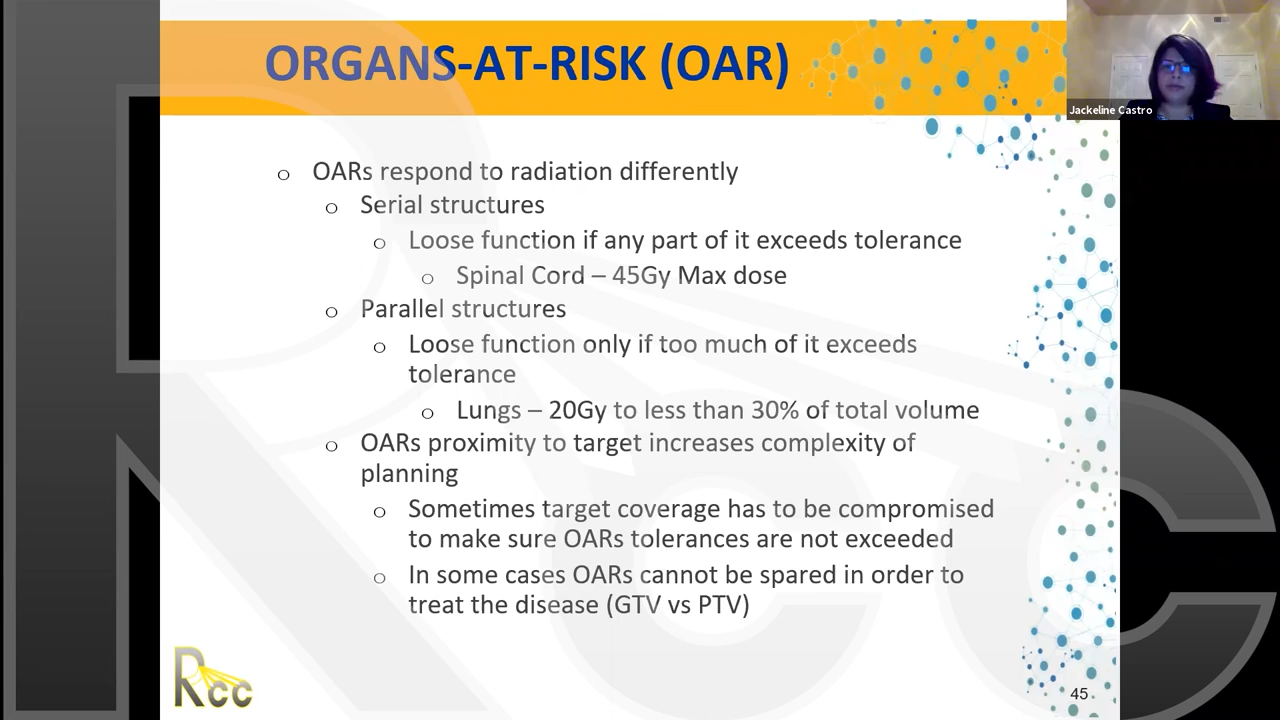 ORGANS-AT-RISK (OAR)
Jackeline Castro
OARs respond to radiation differently
Serial structures
Loose function if any part of it exceeds tolerance
Spinal Cord – 45Gy Max dose
Parallel structures
Loose function only if too much of it exceeds
tolerance
Lungs – 20Gy to less than 30% of total volume
OARs proximity to target increases complexity of
planning
Sometimes target coverage has to be compromised
to make sure OARs tolerances are not exceeded
In some cases OARs cannot be spared in order to
treat the disease (GTV vs PTV)
Rcc
45